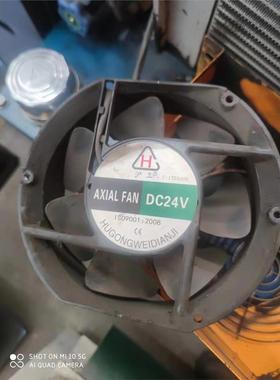 H
AXIAL FAN DC24V
ISO9001:2008
CE
HUGONGWEIDIANJI
SHOT ON MI 10 5G
AI QUAD CAMERA